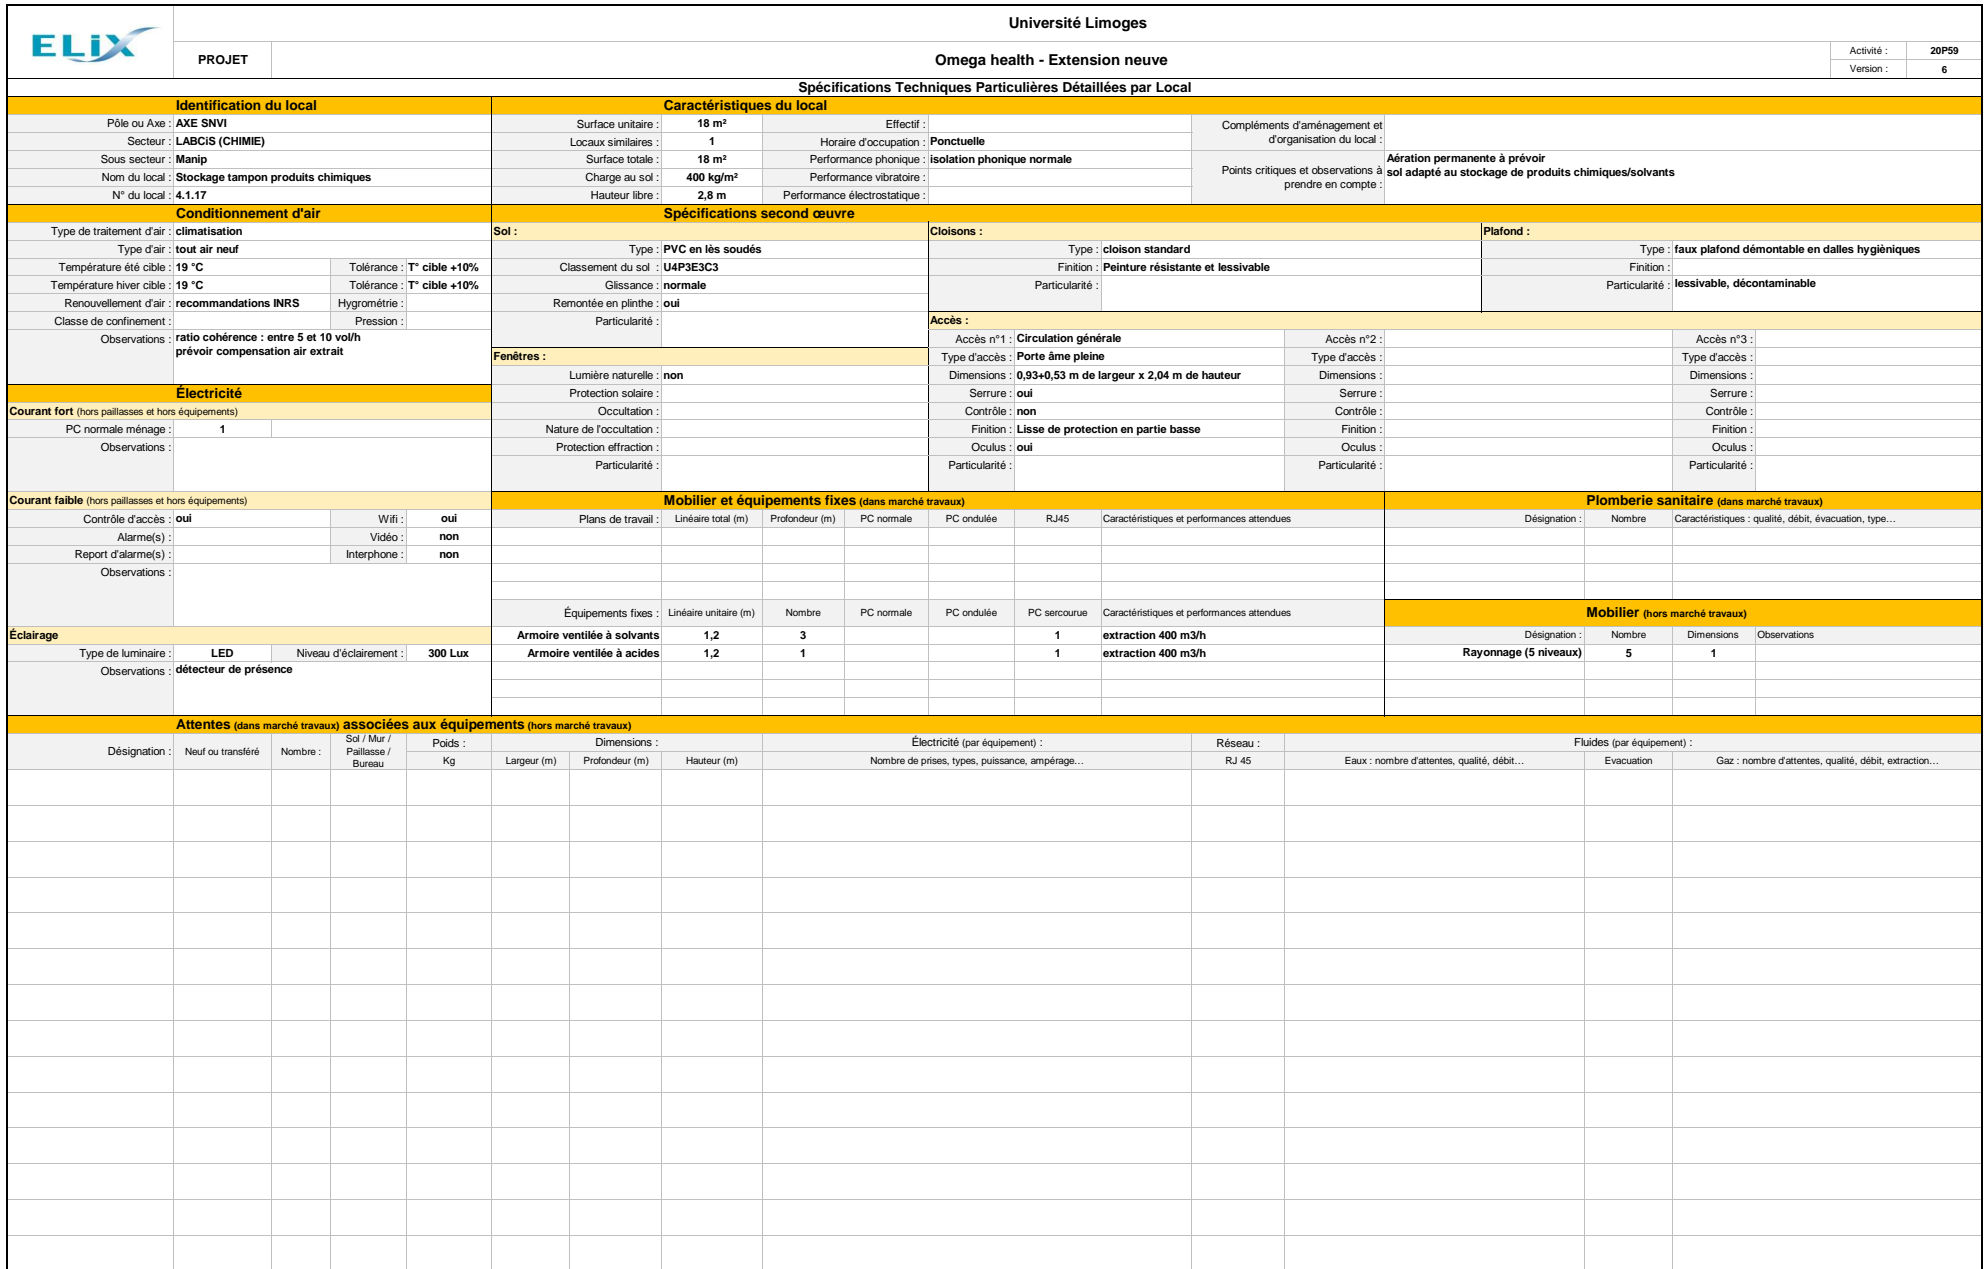 ELiX
Université Limoges
PROJET
Omega health - Extension neuve
Activité : 20P59
Version : 6
Spécifications Techniques Particulières Détaillées par Local
Identification du local
Pôle ou Axe : AXE SNVI
Secteur : LABCiS (CHIMIE)
Sous secteur : Manip
Nom du local : Stockage tampon produits chimiques
N° du local : 4.1.17
Caractéristiques du local
Surface unitaire : 18 m² Effectif :
Locaux similaires : 1 Horaire d'occupation : Ponctuelle
Surface totale : 18 m² Performance phonique : isolation phonique normale
Charge au sol : 400 kg/m² Performance vibratoire :
Hauteur libre : 2,8 m Performance électrostatique :
Compléments d'aménagement et
d'organisation du local :
Points critiques et observations à
prendre en compte :
Aération permanente à prévoir
sol adapté au stockage de produits chimiques/solvants
Conditionnement d'air
Type de traitement d'air : climatisation
Type d'air : tout air neuf
Température été cible : 19 °C Tolérance : T° cible +10%
Température hiver cible : 19 °C Tolérance : T° cible +10%
Renouvellement d'air : recommandations INRS Hygrométrie :
Classe de confinement : Pression :
Observations : ratio cohérence : entre 5 et 10 vol/h
prévoir compensation air extrait
Spécifications second œuvre
Sol :
Type : PVC en lès soudés
Classement du sol : U4P3E3C3
Glissance : normale
Remontée en plinthe : oui
Particularité :
Cloisons :
Type : cloison standard
Finition : Peinture résistante et lessivable
Particularité :
Plafond :
Type : faux plafond démontable en dalles hygièniques
Finition :
Particularité : lessivable, décontaminable
Fenêtres :
Lumière naturelle : non
Protection solaire :
Occultation :
Nature de l'occultation :
Protection effraction :
Particularité :
Accès :
Accès n°1 : Circulation générale Accès n°2 : Accès n°3 :
Type d'accès : Porte âme pleine Type d'accès : Type d'accès :
Dimensions : 0,93+0,53 m de largeur x 2,04 m de hauteur Dimensions : Dimensions :
Serrure : oui Serrure : Serrure :
Contrôle : non Contrôle : Contrôle :
Finition : Lisse de protection en partie basse Finition : Finition :
Oculus : oui Oculus : Oculus :
Particularité : Particularité : Particularité :
Électricité
Courant fort (hors paillasses et hors équipements)
PC normale ménage : 1
Observations :
Courant faible (hors paillasses et hors équipements)
Contrôle d'accès : oui Wifi : oui
Alarme(s) : Vidéo : non
Report d'alarme(s) : Interphone : non
Observations :
Éclairage
Type de luminaire : LED Niveau d'éclairement : 300 Lux
Observations : détecteur de présence
Mobilier et équipements fixes (dans marché travaux)
Plans de travail : Linéaire total (m) Profondeur (m) PC normale PC ondulée RJ45 Caractéristiques et performances attendues
Équipements fixes : Linéaire unitaire (m) Nombre PC normale PC ondulée PC sercourue Caractéristiques et performances attendues
Armoire ventilée à solvants 1,2 3 1 extraction 400 m3/h
Armoire ventilée à acides 1,2 1 1 extraction 400 m3/h
Plomberie sanitaire (dans marché travaux)
Désignation : Nombre Caractéristiques : qualité, débit, évacuation, type…
Mobilier (hors marché travaux)
Désignation : Nombre Dimensions Observations
Rayonnage (5 niveaux) 5 1
Attentes (dans marché travaux) associées aux équipements (hors marché travaux)
Désignation : Neuf ou transféré Nombre :
Sol / Mur /
Paillasse /
Bureau
Poids : Dimensions : Électricité (par équipement) : Réseau : Fluides (par équipement) :
Kg Largeur (m) Profondeur (m) Hauteur (m) Nombre de prises, types, puissance, ampérage… RJ 45 Eaux : nombre d'attentes, qualité, débit… Evacuation Gaz : nombre d'attentes, qualité, débit, extraction…